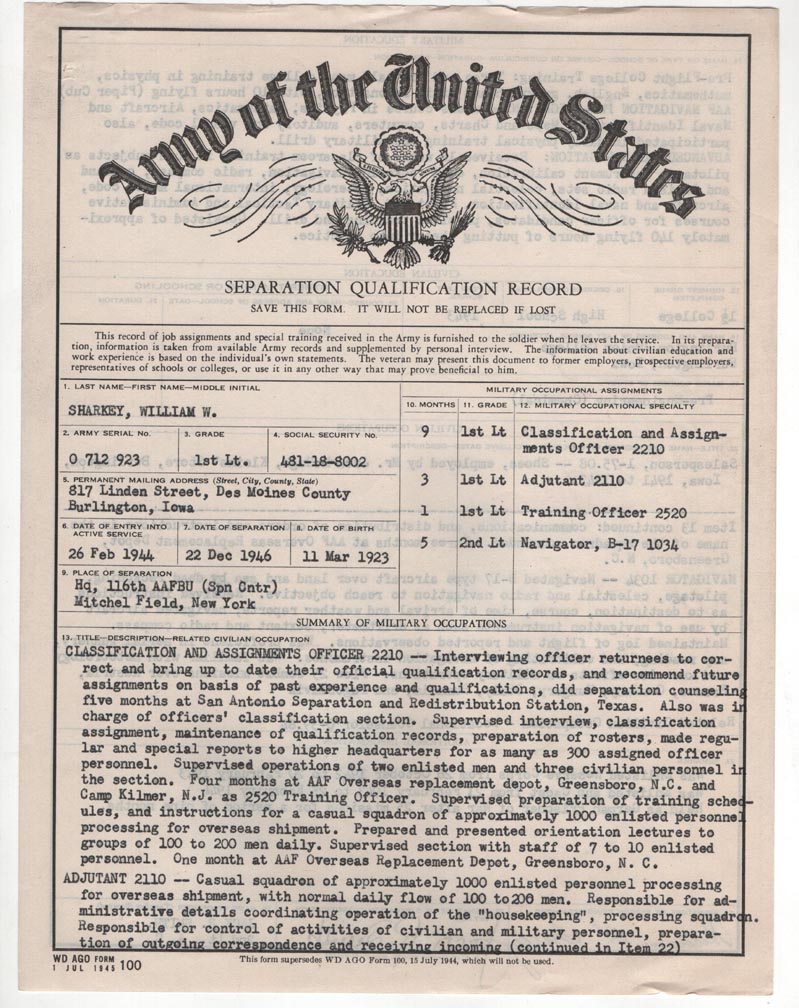 Army of the United States
SEPARATION QUALIFICATION RECORD
SAVE THIS FORM. IT WILL NOT BE REPLACED IF LOST
This record of job assignments and special training received in the Army is furnished to the soldier when he leaves the service. In its prepara-
tion, information is taken from available Army records and supplemented by personal interview. The information about civilian education and
work experience is based on the individual's own statements. The veteran may present this document to former employers, prospective employers,
representatives of schools or colleges, or use it in any other way that may prove beneficial to him.
1. LAST NAME—FIRST NAME—MIDDLE INITIAL
SHARKEY, WILLIAM W.
2. ARMY SERIAL No. 3. GRADE 4. SOCIAL SECURITY No.
O 712 923 1st Lt. 481-18-8002
5. PERMANENT MAILING ADDRESS (Street, City, County, State)
817 Linden Street, Des Moines County
Burlington, Iowa
6. DATE OF ENTRY INTO ACTIVE SERVICE 7. DATE OF SEPARATION 8. DATE OF BIRTH
26 Feb 1944 22 Dec 1946 11 Mar 1923
9. PLACE OF SEPARATION
Hq, 116th AAFBU (Spn Cntr)
Mitchel Field, New York
MILITARY OCCUPATIONAL ASSIGNMENTS
10. MONTHS 11. GRADE 12. MILITARY OCCUPATIONAL SPECIALTY
9 1st Lt Classification and Assign-
ments Officer 2210
3 1st Lt Adjutant 2110
1 1st Lt Training Officer 2520
5 2nd Lt Navigator, B-17 1034
SUMMARY OF MILITARY OCCUPATIONS
13. TITLE—DESCRIPTION—RELATED CIVILIAN OCCUPATION
CLASSIFICATION AND ASSIGNMENTS OFFICER 2210 -- Interviewing officer returnees to cor-
rect and bring up to date their official qualification records, and recommend future
assignments on basis of past experience and qualifications, did separation counseling
five months at San Antonio Separation and Redistribution Station, Texas. Also was in
charge of officers' classification section. Supervised interview, classification
assignment, maintenance of qualification records, preparation of rosters, made regu-
lar and special reports to higher headquarters for as many as 300 assigned officer
personnel. Supervised operations of two enlisted men and three civilian personnel in
the section. Four months at AAF Overseas replacement depot, Greensboro, N.C. and
Camp Kilmer, N.J. as 2520 Training Officer. Supervised preparation of training sched-
ules, and instructions for a casual squadron of approximately 1000 enlisted personnel
processing for overseas shipment. Prepared and presented orientation lectures to
groups of 100 to 200 men daily. Supervised section with staff of 7 to 10 enlisted
personnel. One month at AAF Overseas Replacement Depot, Greensboro, N. C.
ADJUTANT 2110 -- Casual squadron of approximately 1000 enlisted personnel processing
for overseas shipment, with normal daily flow of 100 to 200 men. Responsible for ad-
ministrative details coordinating operation of the "housekeeping", processing squadron.
Responsible for control of activities of civilian and military personnel, prepara-
tion of outgoing correspondence and receiving incoming (continued in Item 22)
WD AGO FORM 100
1 JUL 1945
This form supersedes WD AGO Form 100, 15 July 1944, which will not be used.